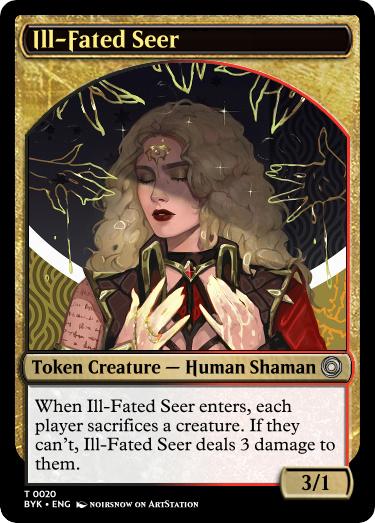 Ill-Fated Seer
Token Creature — Human Shaman
When Ill-Fated Seer enters, each
player sacrifices a creature. If they
can't, Ill-Fated Seer deals 3 damage to
them.
3/1
T 0020
BYK • ENG NOIRSNOW ON ARTSTATION